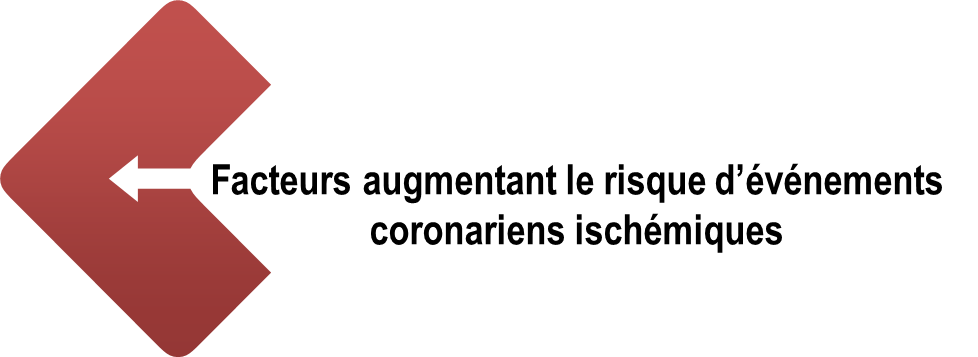 Facteurs augmentant le risque d’événements
coronariens ischémiques